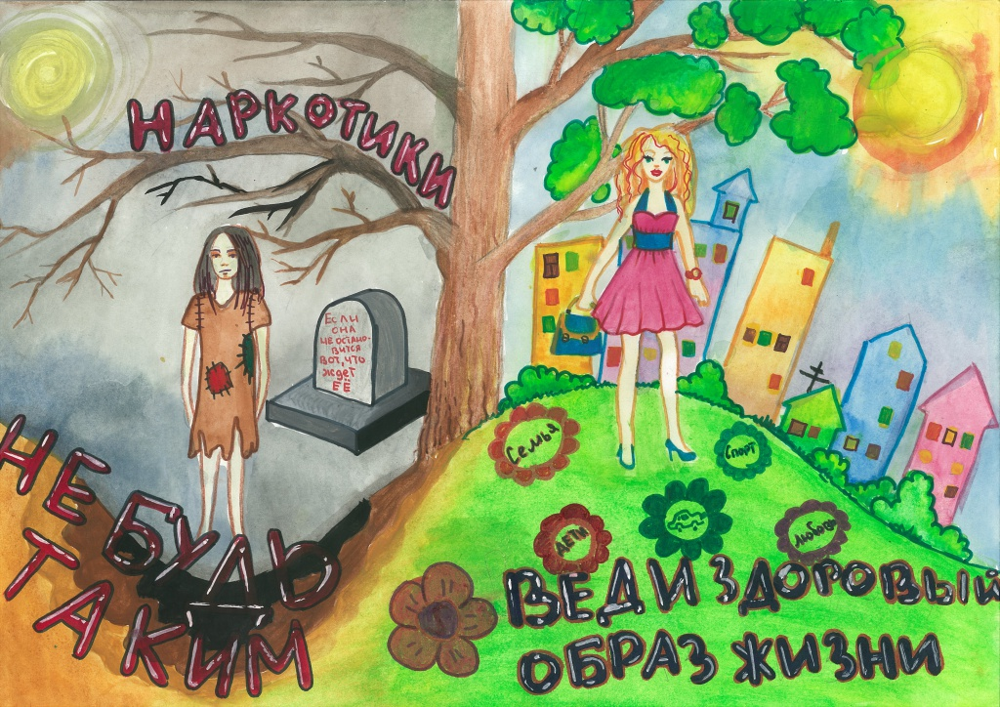 НАРКОТИКИ
Если
она
не остано-
вится
вот, что
ждет
её
НЕ БУДЬ
ТАКИМ
Семья
Спорт
Дети
Любовь
ВЕДИ ЗДОРОВЫЙ
ОБРАЗ ЖИЗНИ